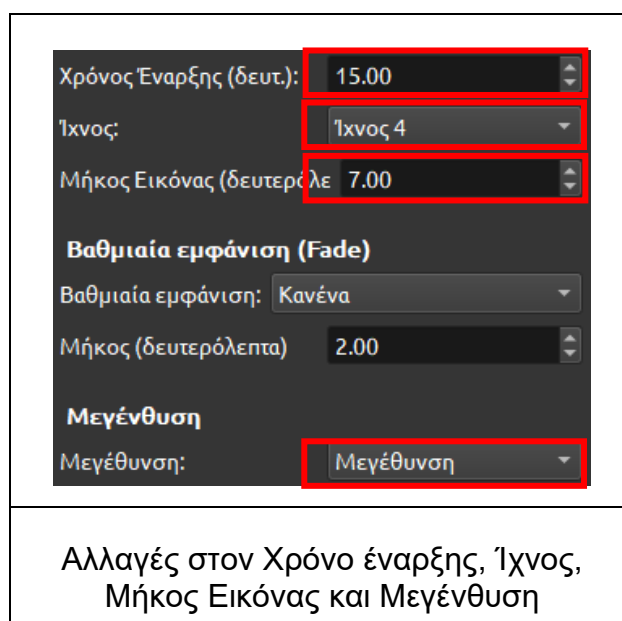 Χρόνος Έναρξης (δευτ.): 15.00
Ίχνος: Ίχνος 4
Μήκος Εικόνας (δευτερόλε 7.00
Βαθμιαία εμφάνιση (Fade)
Βαθμιαία εμφάνιση: Κανένα
Μήκος (δευτερόλεπτα) 2.00
Μεγένθυση
Μεγέθυνση: Μεγέθυνση
Αλλαγές στον Χρόνο έναρξης, Ίχνος,
Μήκος Εικόνας και Μεγένθυση